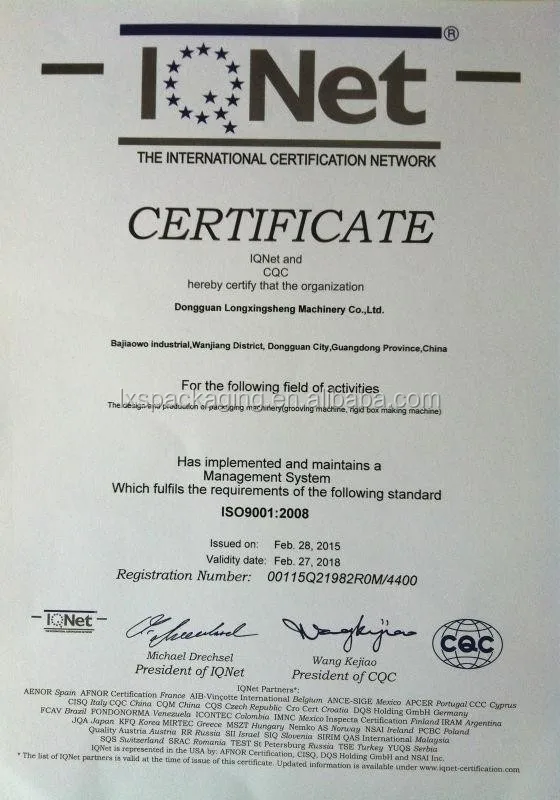 IQNet®
THE INTERNATIONAL CERTIFICATION NETWORK
CERTIFICATE
IQNet and
CQC
hereby certify that the organization
Dongguan Longxingsheng Machinery Co.,Ltd.
Bajiaowo industrial,Wanjiang District, Dongguan City,Guangdong Province,China
For the following field of activities
lxspackaging.en.alibaba.com
The design and production of packaging machinery(grooving machine, rigid box making machine)
Has implemented and maintains a
Management System
Which fulfils the requirements of the following standard
ISO9001:2008
Issued on: Feb. 28, 2015
Validity date: Feb. 27, 2018
Registration Number: 00115Q21982R0M/4400
IQNet
THE INTERNATIONAL CERTIFICATION NETWORK
CQC
Michael Drechsel
President of IQNet
Wang Kejiao
President of CQC
IQNet Partners*:
AENOR Spain AFNOR Certification France AIB-Vinçotte International Belgium ANCE-SIGE Mexico APCER Portugal CCC Cyprus
CISQ Italy CQC China CQM China CQS Czech Republic Cro Cert Croatia DQS Holding GmbH Germany
FCAV Brazil FONDONORMA Venezuela ICONTEC Colombia IMNC Mexico Inspecta Certification Finland IRAM Argentina
JQA Japan KFQ Korea MIRTEC Greece MSZT Hungary Nemko AS Norway NSAI Ireland PCBC Poland
Quality Austria Austria RR Russia SII Israel SIQ Slovenia SIRIM QAS International Malaysia
SQS Switzerland SRAC Romania TEST St Petersburg Russia TSE Turkey YUQS Serbia
IQNet is represented in the USA by: AFNOR Certification, CISQ, DQS Holding GmbH and NSAI Inc.
* The list of IQNet partners is valid at the time of issue of this certificate. Updated information is available under www.iqnet-certification.com